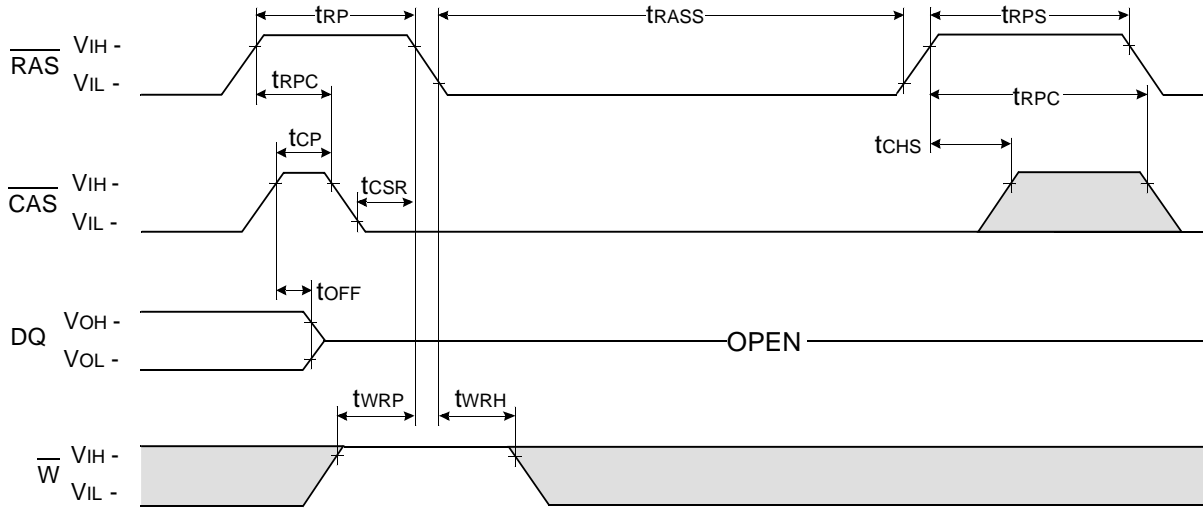 tRP
tRASS
tRPS
RAS
VIH -
VIL -
tRPC
tRPC
tCP
tCHS
CAS
VIH -
VIL -
tCSR
tOFF
DQ
VOH -
VOL -
OPEN
tWRP
tWRH
W
VIH -
VIL -